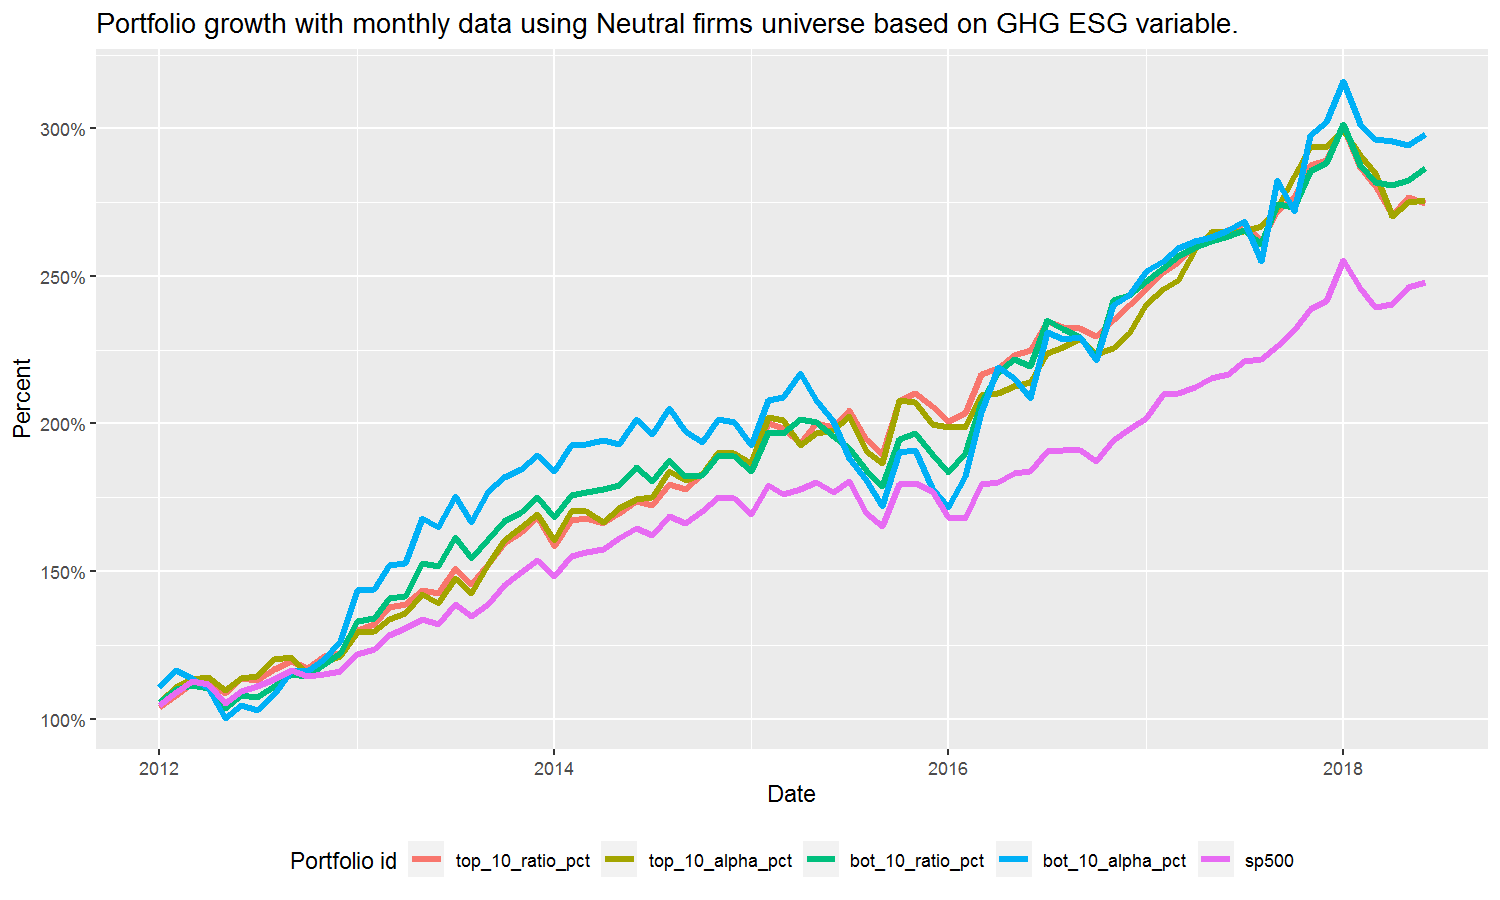 Portfolio growth with monthly data using Neutral firms universe based on GHG ESG variable.
300%
250%
200%
150%
100%
Percent
2012 2014 2016 2018
Date
Portfolio id top_10_ratio_pct top_10_alpha_pct bot_10_ratio_pct bot_10_alpha_pct sp500